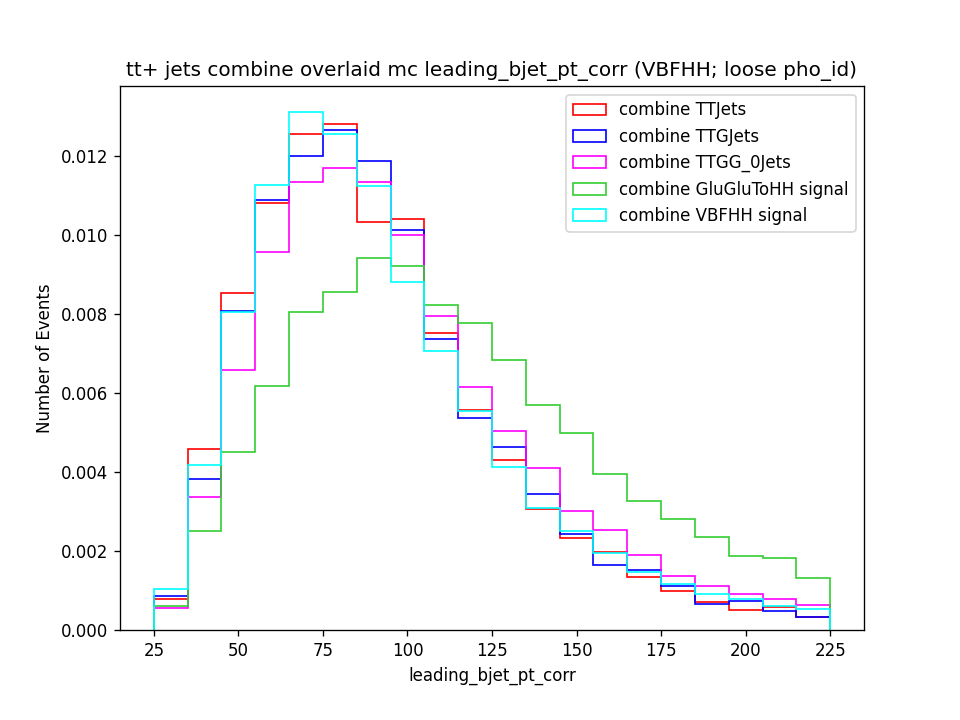 tt+ jets combine overlaid mc leading_bjet_pt_corr (VBFHH; loose pho_id)
combine TTJets
combine TTGJets
combine TTGG_0Jets
combine GluGluToHH signal
combine VBFHH signal
Number of Events
0.012
0.010
0.008
0.006
0.004
0.002
0.000
25 50 75 100 125 150 175 200 225
leading_bjet_pt_corr